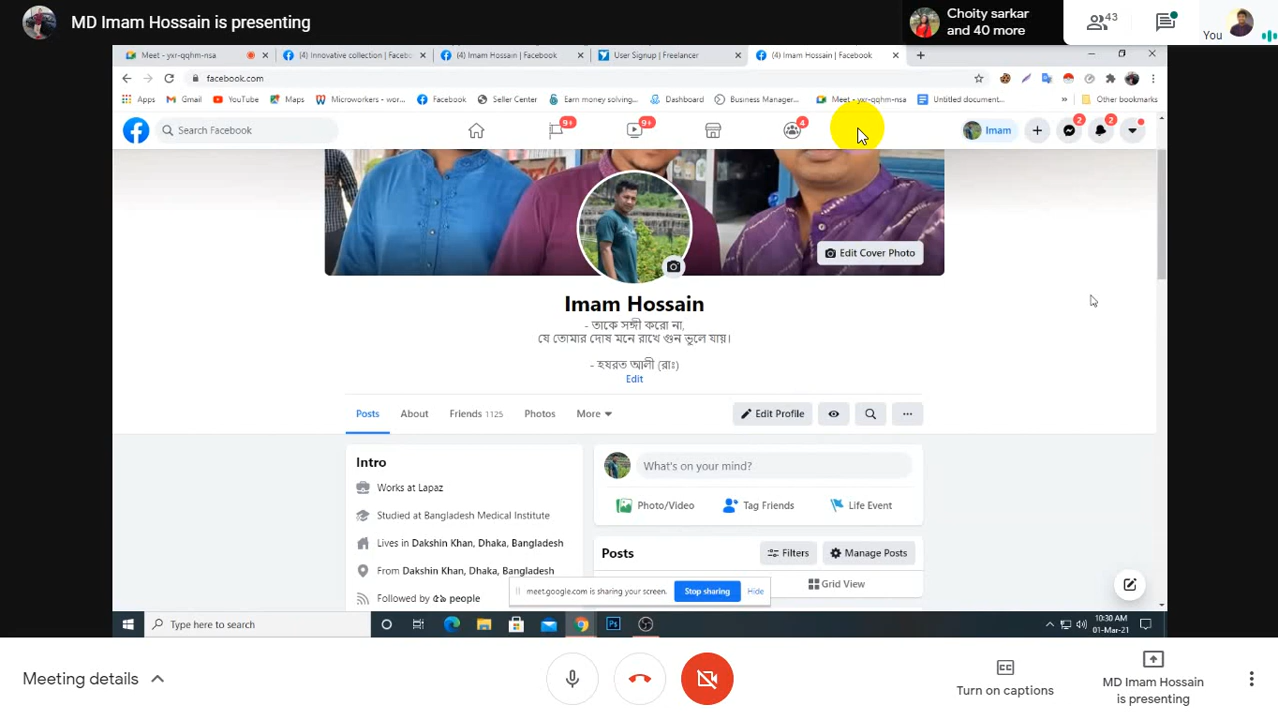 MD Imam Hossain is presenting
Choity sarkar
and 40 more
43
You
Meet - yxr-qqhm-nsa
(4) Innovative collection | Facebo
(4) Imam Hossain | Facebook
User Signup | Freelancer
(4) Imam Hossain | Facebook
facebook.com
Apps
Gmail
YouTube
Maps
Microworkers - wor...
Facebook
Seller Center
Earn money solving...
Dashboard
Business Manager...
Meet - yxr-qqhm-nsa
Untitled document...
»
Other bookmarks
Search Facebook
9+
9+
4
Imam
2
2
Edit Cover Photo
Imam Hossain
- তাকে সঙ্গী করো না,
যে তোমার দোষ মনে রাখে গুন ভুলে যায়।
- হযরত আলী (রাঃ)
Edit
Posts
About
Friends 1125
Photos
More
Edit Profile
Intro
Works at Lapaz
Studied at Bangladesh Medical Institute
Lives in Dakshin Khan, Dhaka, Bangladesh
From Dakshin Khan, Dhaka, Bangladesh
Followed by ৫৯ people
What's on your mind?
Photo/Video
Tag Friends
Life Event
Posts
Filters
Manage Posts
Grid View
meet.google.com is sharing your screen.
Stop sharing
Hide
Type here to search
Ps
10:30 AM
01-Mar-21
Meeting details
Turn on captions
MD Imam Hossain
is presenting